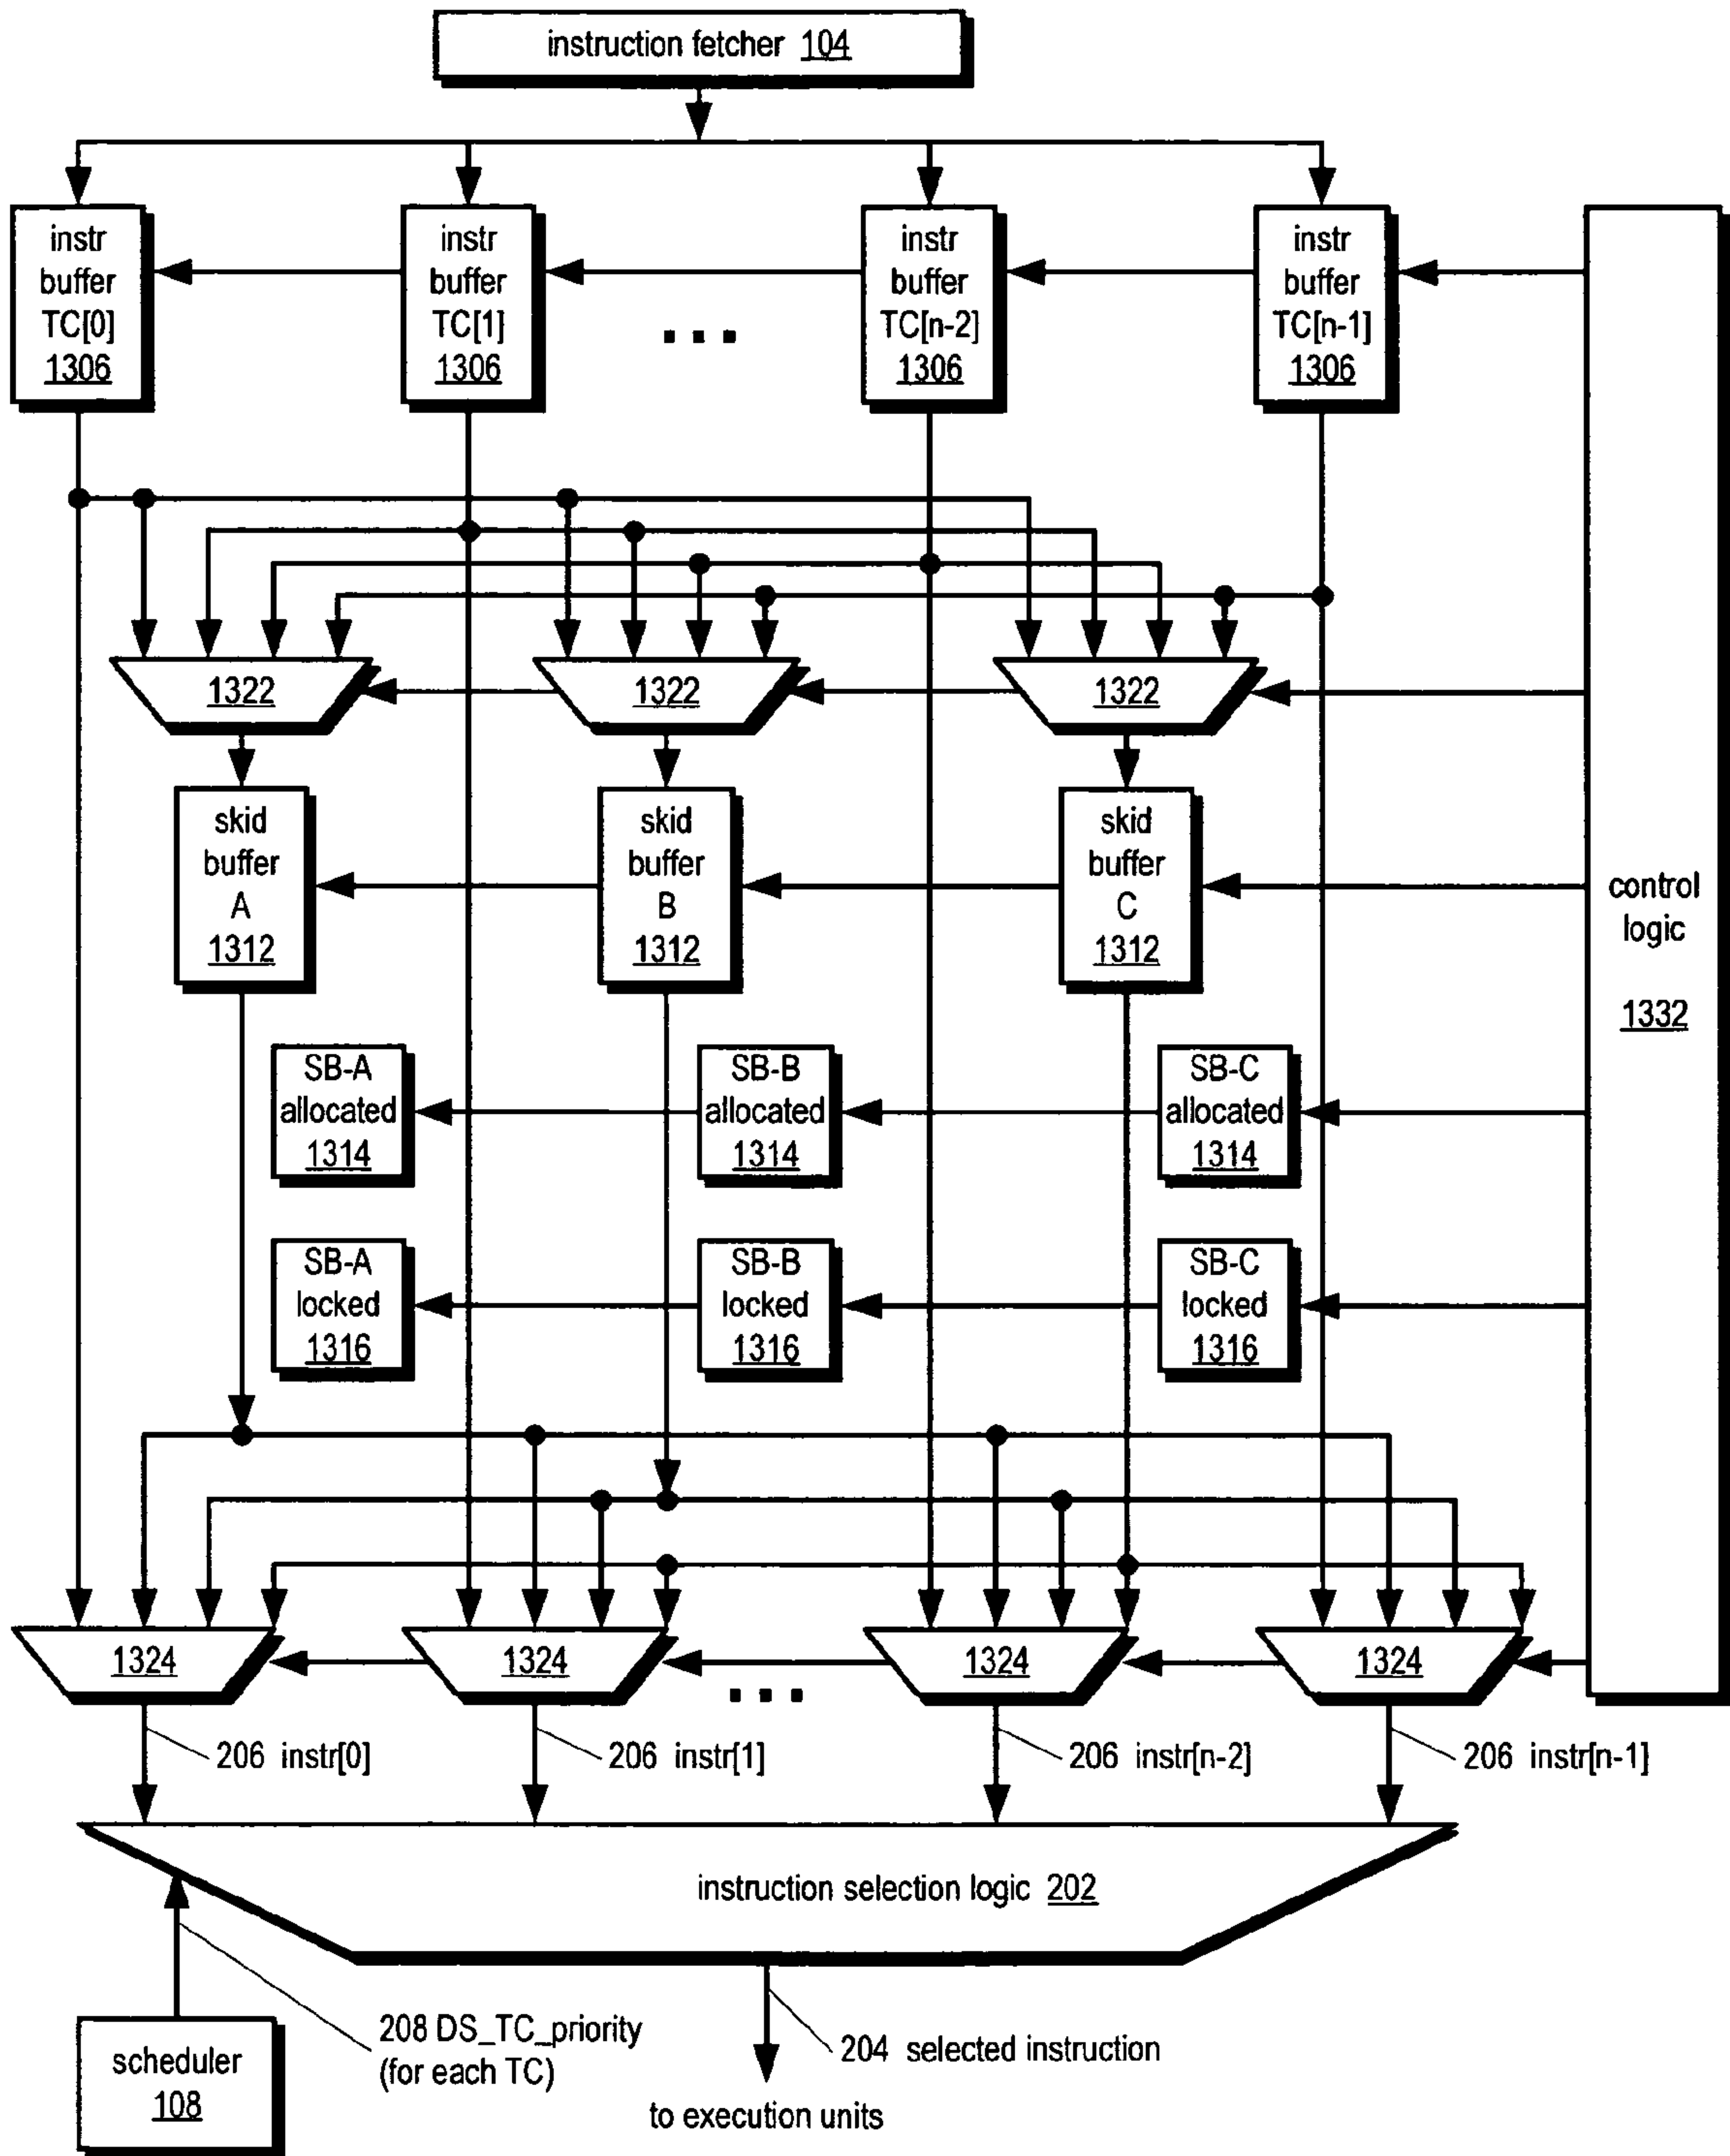 instruction fetcher 104
instr
buffer
TC[0]
1306
instr
buffer
TC[1]
1306
...
instr
buffer
TC[n-2]
1306
instr
buffer
TC[n-1]
1306
1322
1322
1322
skid
buffer
A
1312
skid
buffer
B
1312
skid
buffer
C
1312
control
logic
1332
SB-A
allocated
1314
SB-B
allocated
1314
SB-C
allocated
1314
SB-A
locked
1316
SB-B
locked
1316
SB-C
locked
1316
1324
1324
...
1324
1324
206 instr[0]
206 instr[1]
206 instr[n-2]
206 instr[n-1]
instruction selection logic 202
208 DS_TC_priority
(for each TC)
204 selected instruction
scheduler
108
to execution units